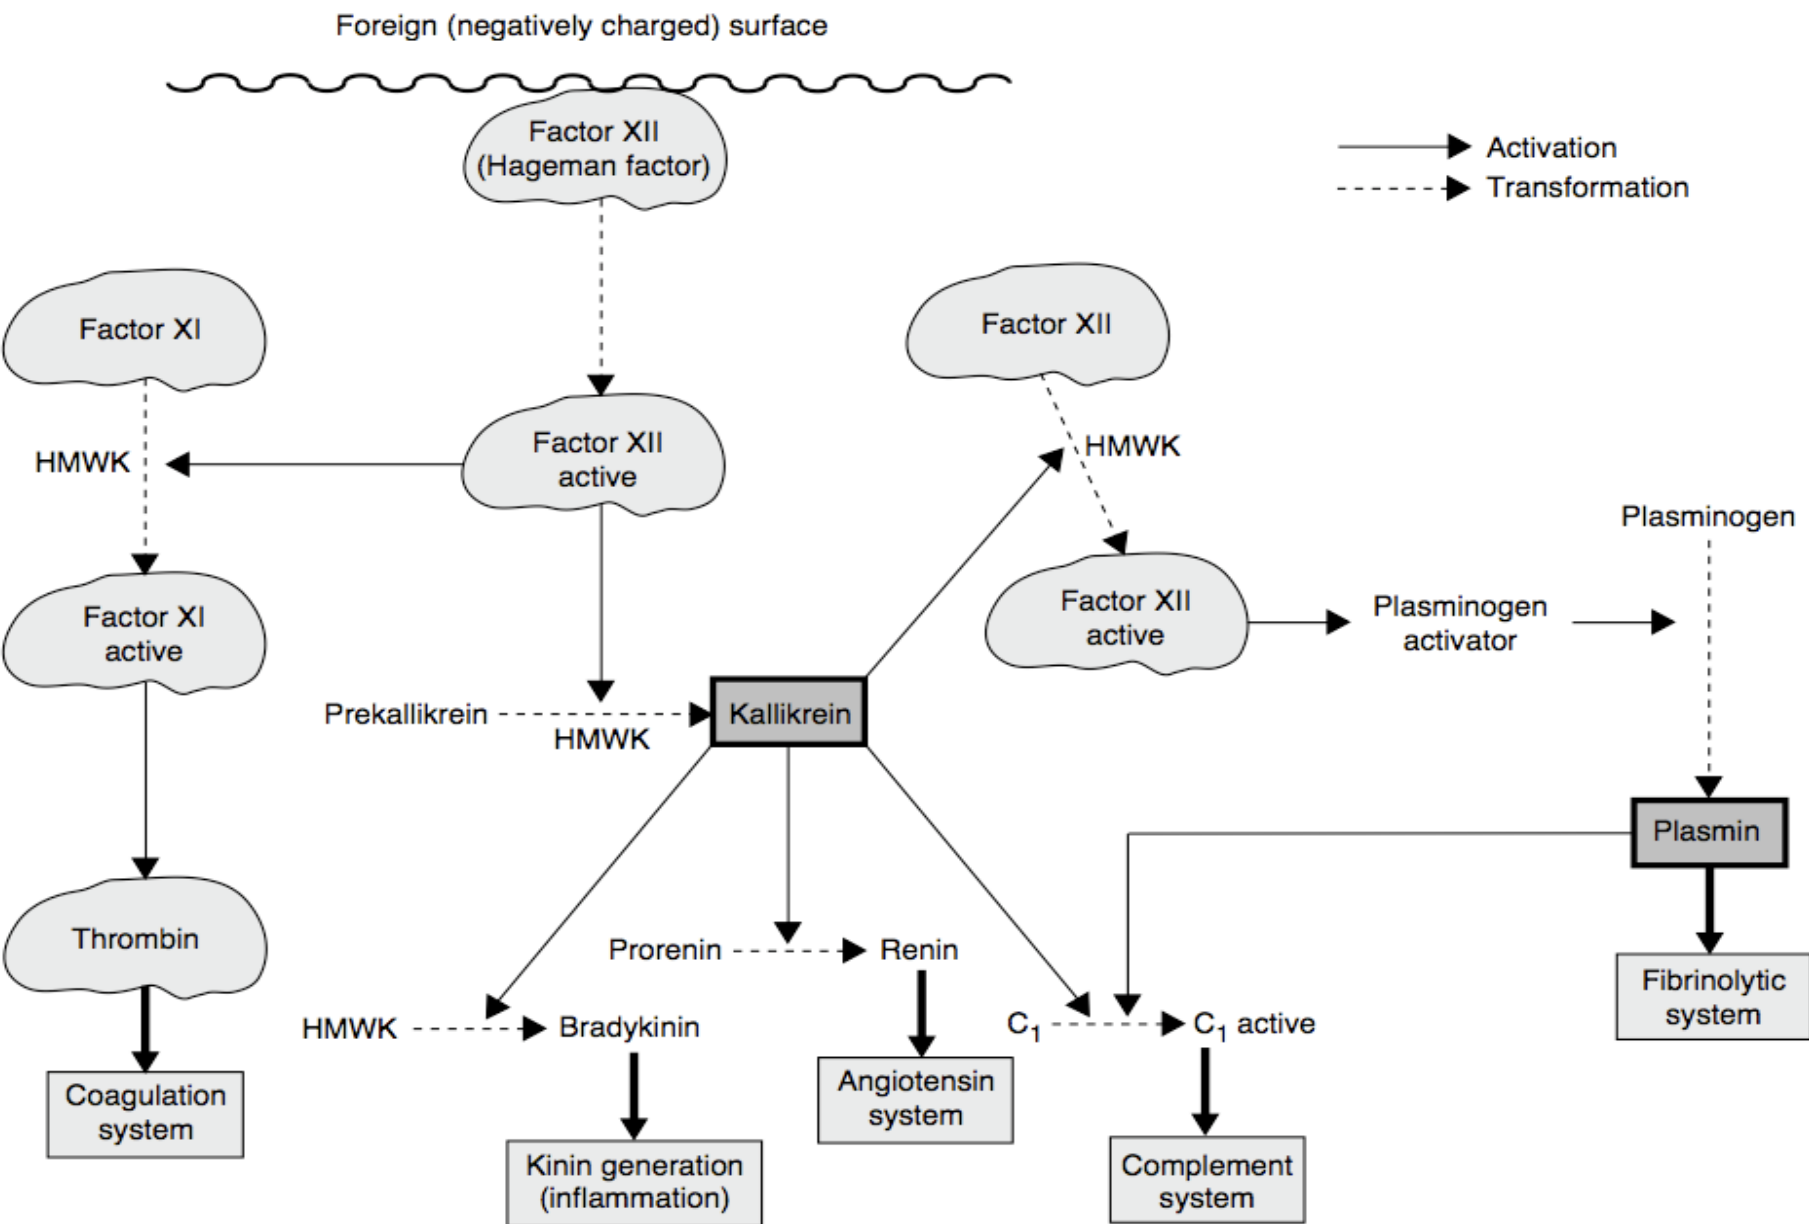 Foreign (negatively charged) surface
Factor XII
(Hageman factor)
Activation
Transformation
Factor XI
Factor XII
HMWK
Factor XII
active
HMWK
Plasminogen
Factor XI
active
Factor XII
active
Plasminogen
activator
Prekallikrein
HMWK
Kallikrein
Plasmin
Thrombin
Prorenin
Renin
Fibrinolytic
system
HMWK
Bradykinin
C1
C1 active
Coagulation
system
Angiotensin
system
Kinin generation
(inflammation)
Complement
system